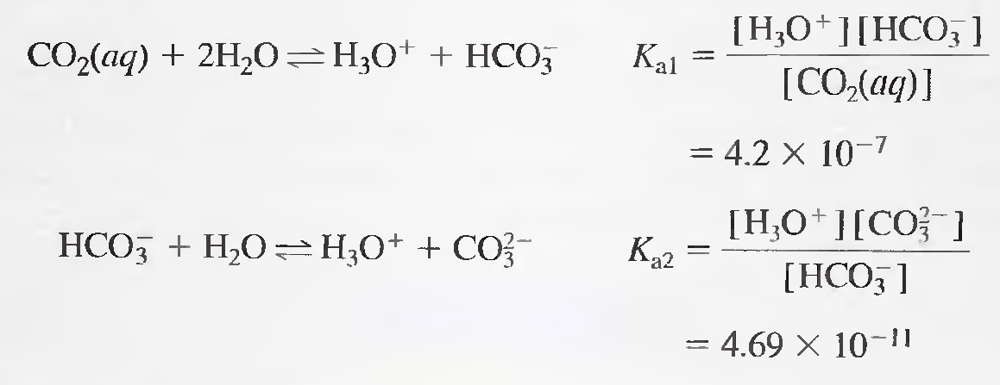 CO₂(aq) + 2H₂O ⇌ H₃O⁺ + HCO₃⁻ Kₐ₁ = [H₃O⁺][HCO₃⁻] / [CO₂(aq)]
= 4.2 × 10⁻⁷
HCO₃⁻ + H₂O ⇌ H₃O⁺ + CO₃²⁻ Kₐ₂ = [H₃O⁺][CO₃²⁻] / [HCO₃⁻]
= 4.69 × 10⁻¹¹